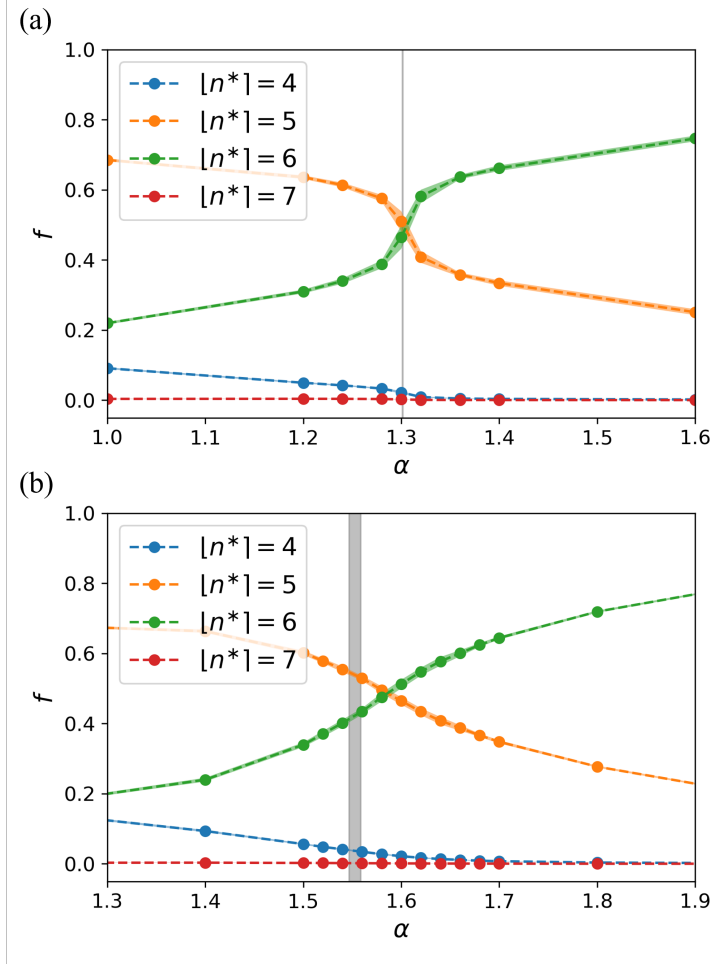 (a)
1.0
0.8
0.6
0.4
0.2
0.0
f
⌊n*⌉ = 4
⌊n*⌉ = 5
⌊n*⌉ = 6
⌊n*⌉ = 7
1.0 1.1 1.2 1.3 1.4 1.5 1.6
α
(b)
1.0
0.8
0.6
0.4
0.2
0.0
f
⌊n*⌉ = 4
⌊n*⌉ = 5
⌊n*⌉ = 6
⌊n*⌉ = 7
1.3 1.4 1.5 1.6 1.7 1.8 1.9
α